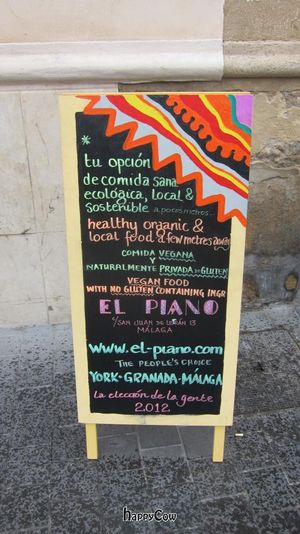 *
tu opción
de comida sana
ecológica, local &
sostenible a pocos metros...
healthy organic &
local food a few metres away
COMIDA VEGANA
Y
NATURALMENTE PRIVADA DE GLUTEN
VEGAN FOOD
WITH NO GLUTEN CONTAINING INGR
EL PIANO
C/SAN JUAN DE LETRÁN 13
MÁLAGA
www.el-piano.com
THE PEOPLE'S CHOICE
YORK-GRANADA-MÁLAGA
La elección de la gente
2.012
happyCow